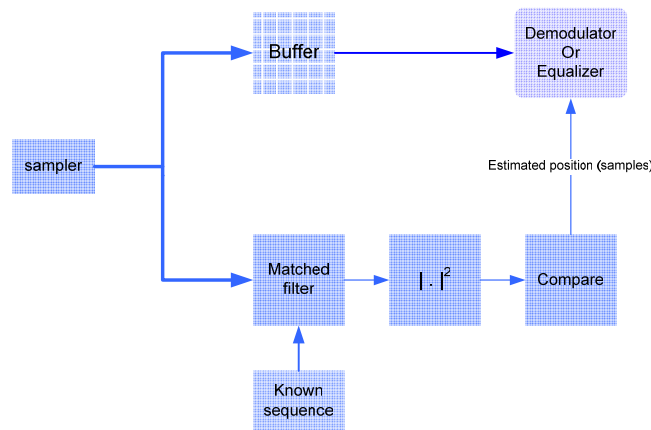 Buffer
Demodulator
Or
Equalizer
sampler
Estimated position (samples)
Matched
filter
| . |²
Compare
Known
sequence